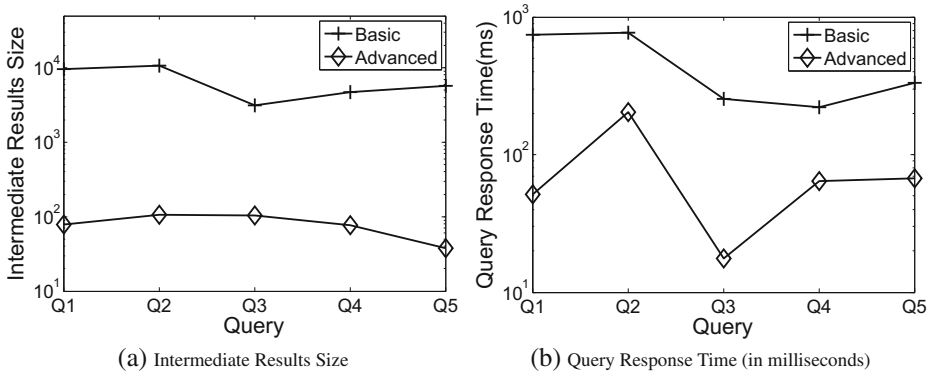 Intermediate Results Size
10^4
10^3
10^2
10^1
Basic
Advanced
Q1 Q2 Q3 Q4 Q5
Query
(a) Intermediate Results Size
Query Response Time(ms)
10^3
10^2
10^1
Basic
Advanced
Q1 Q2 Q3 Q4 Q5
Query
(b) Query Response Time (in milliseconds)